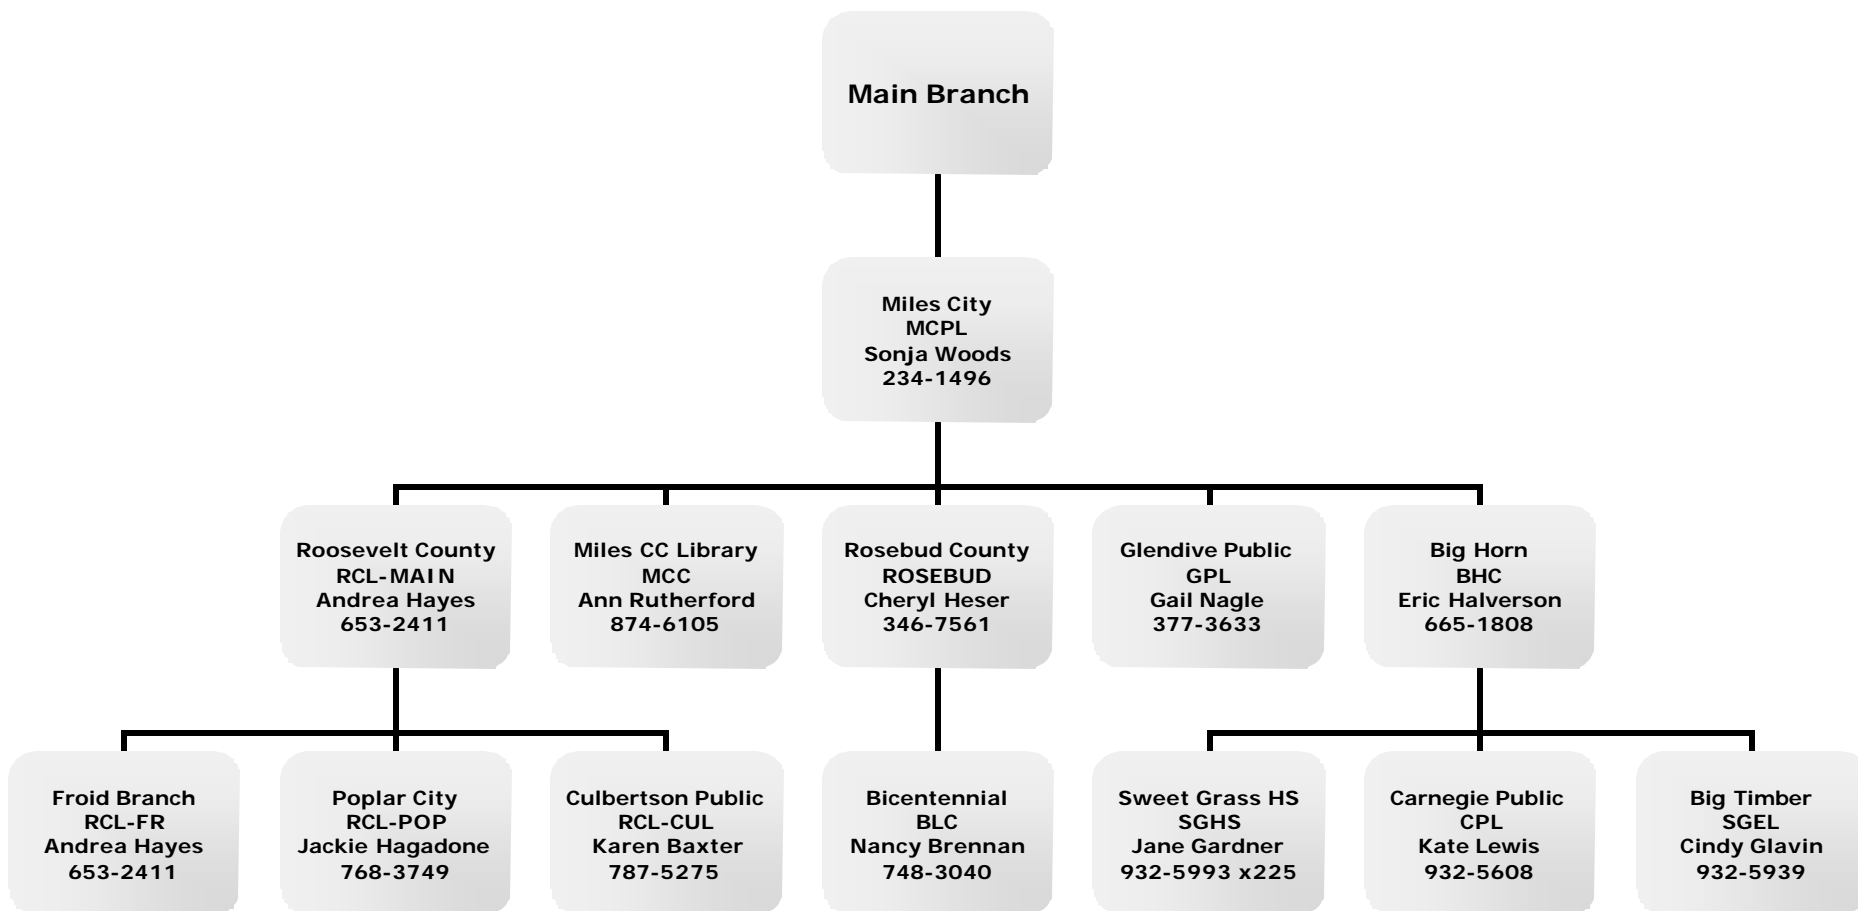 Main Branch
Miles City
MCPL
Sonja Woods
234-1496
Roosevelt County
RCL-MAIN
Andrea Hayes
653-2411
Miles CC Library
MCC
Ann Rutherford
874-6105
Rosebud County
ROSEBUD
Cheryl Heser
346-7561
Glendive Public
GPL
Gail Nagle
377-3633
Big Horn
BHC
Eric Halverson
665-1808
Froid Branch
RCL-FR
Andrea Hayes
653-2411
Poplar City
RCL-POP
Jackie Hagadone
768-3749
Culbertson Public
RCL-CUL
Karen Baxter
787-5275
Bicentennial
BLC
Nancy Brennan
748-3040
Sweet Grass HS
SGHS
Jane Gardner
932-5993 x225
Carnegie Public
CPL
Kate Lewis
932-5608
Big Timber
SGEL
Cindy Glavin
932-5939